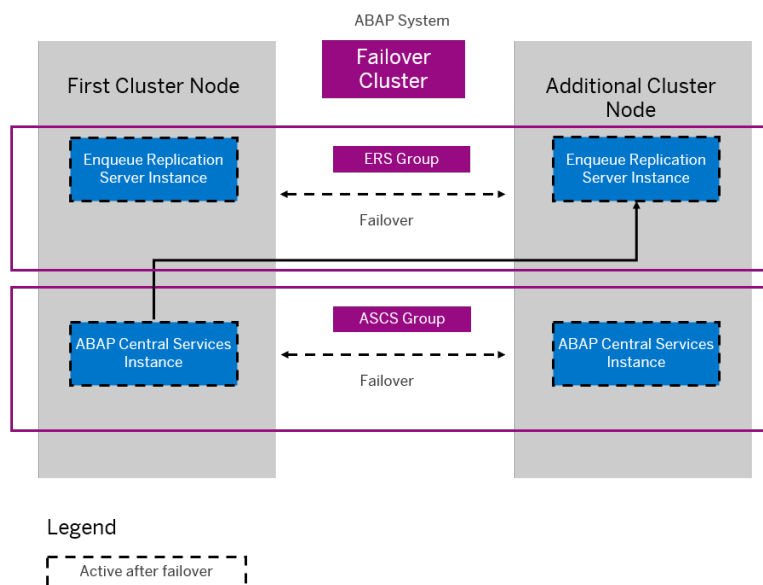 ABAP System
Failover
Cluster
First Cluster Node
Additional Cluster
Node
Enqueue Replication
Server Instance
ERS Group
Enqueue Replication
Server Instance
Failover
ASCS Group
ABAP Central Services
Instance
ABAP Central Services
Instance
Failover
Legend
Active after failover